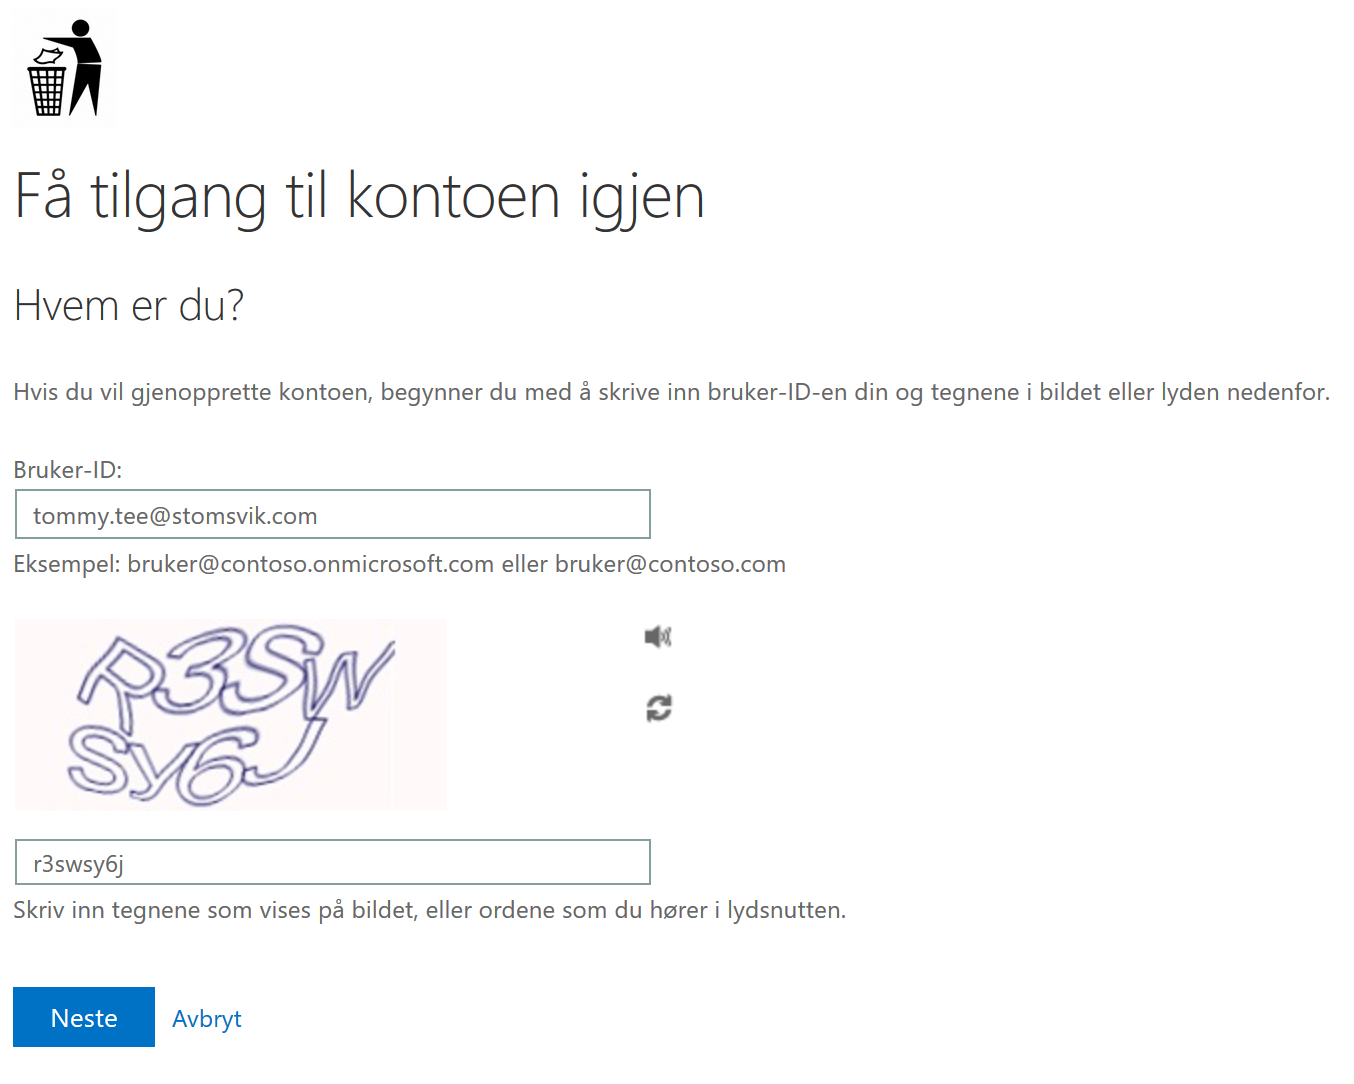 Få tilgang til kontoen igjen
Hvem er du?
Hvis du vil gjenopprette kontoen, begynner du med å skrive inn bruker-ID-en din og tegnene i bildet eller lyden nedenfor.
Bruker-ID:
tommy.tee@stomsvik.com
Eksempel: bruker@contoso.onmicrosoft.com eller bruker@contoso.com
R3SW
Sy6J
r3swsy6j
Skriv inn tegnene som vises på bildet, eller ordene som du hører i lydsnutten.
Neste Avbryt